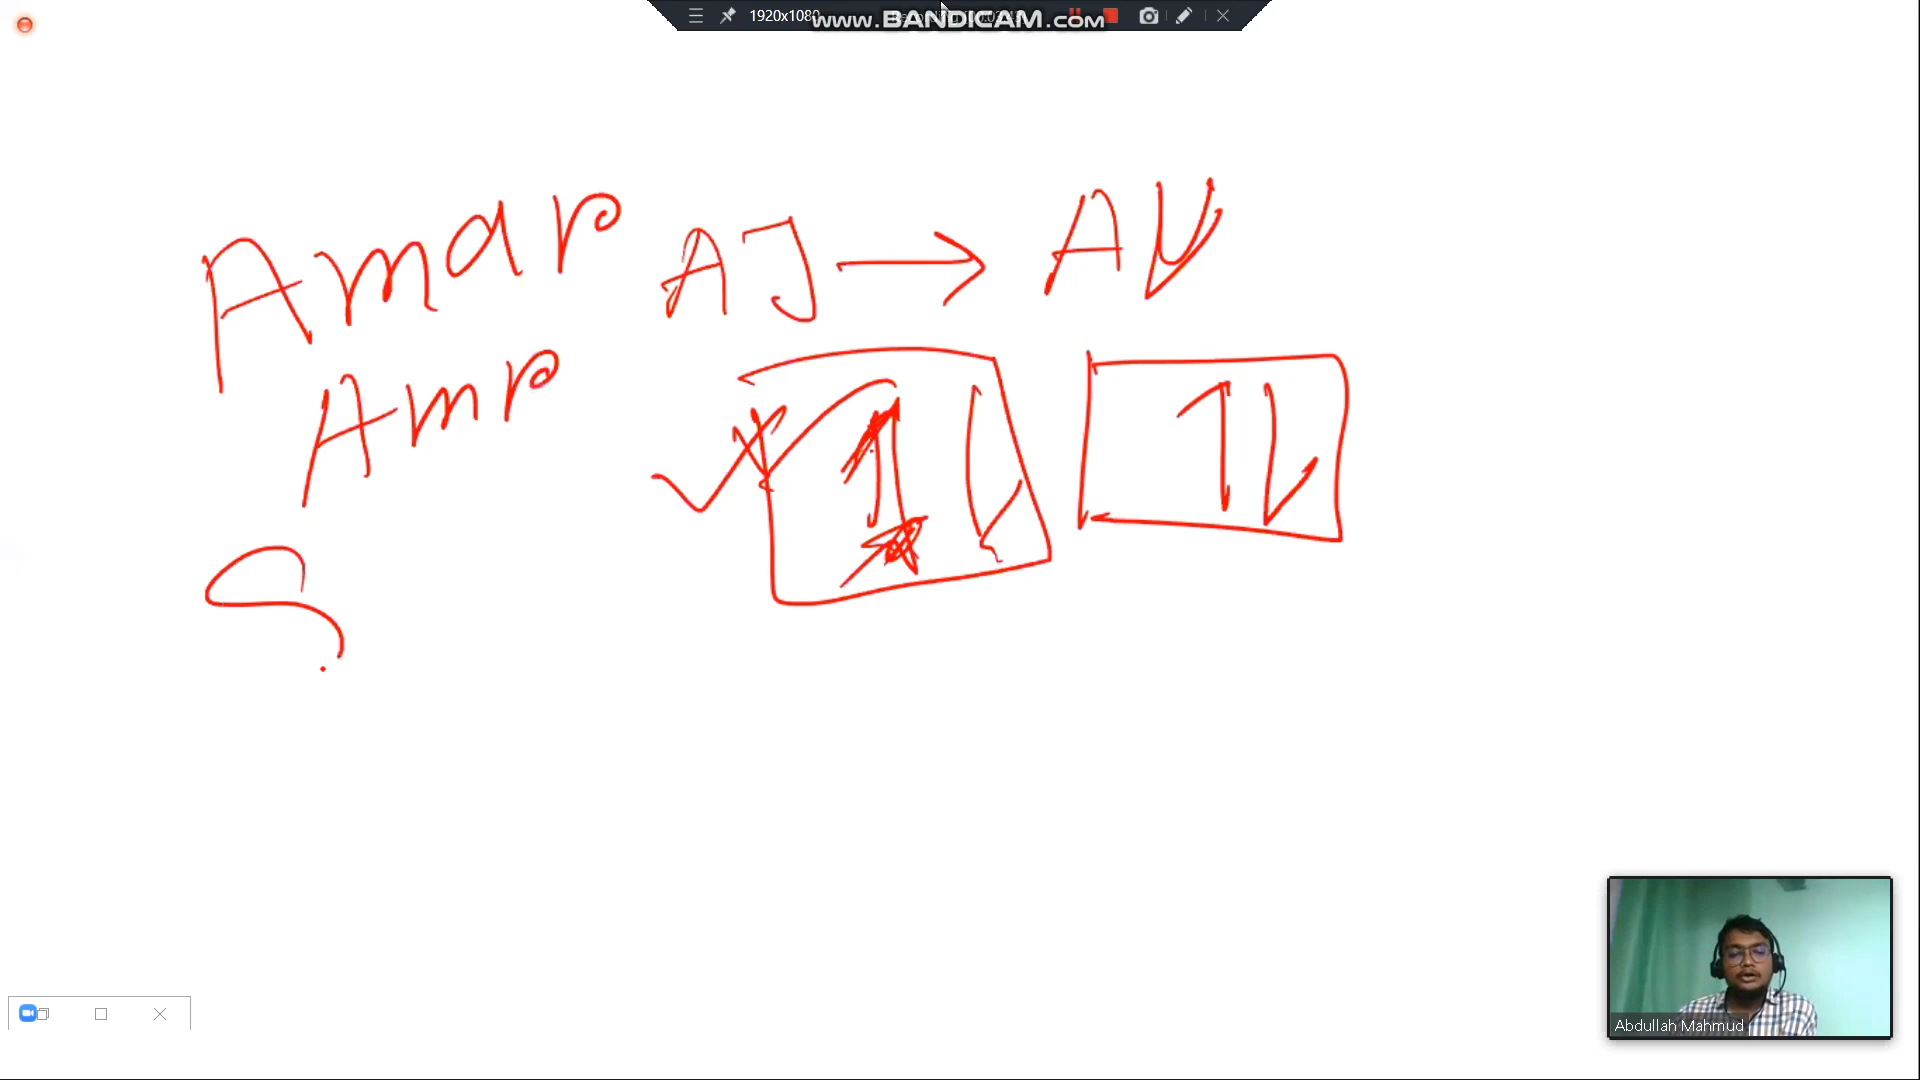 1920x1080
www.BANDICAM.com
Amar AJ → AV
Amr
Abdullah Mahmud